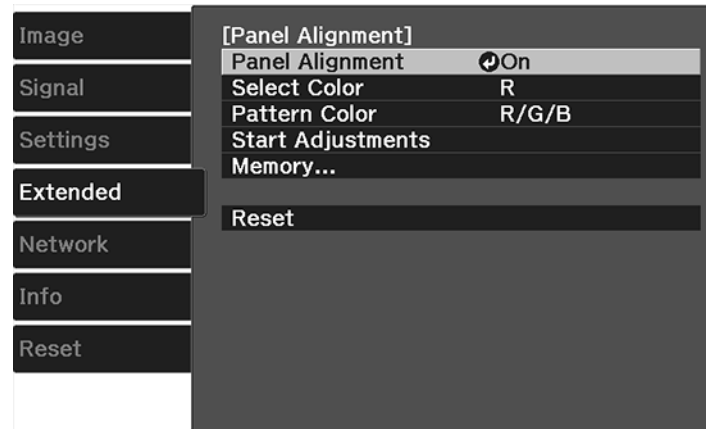 Image
Signal
Settings
Extended
Network
Info
Reset
[Panel Alignment]
Panel Alignment On
Select Color R
Pattern Color R/G/B
Start Adjustments
Memory...
Reset